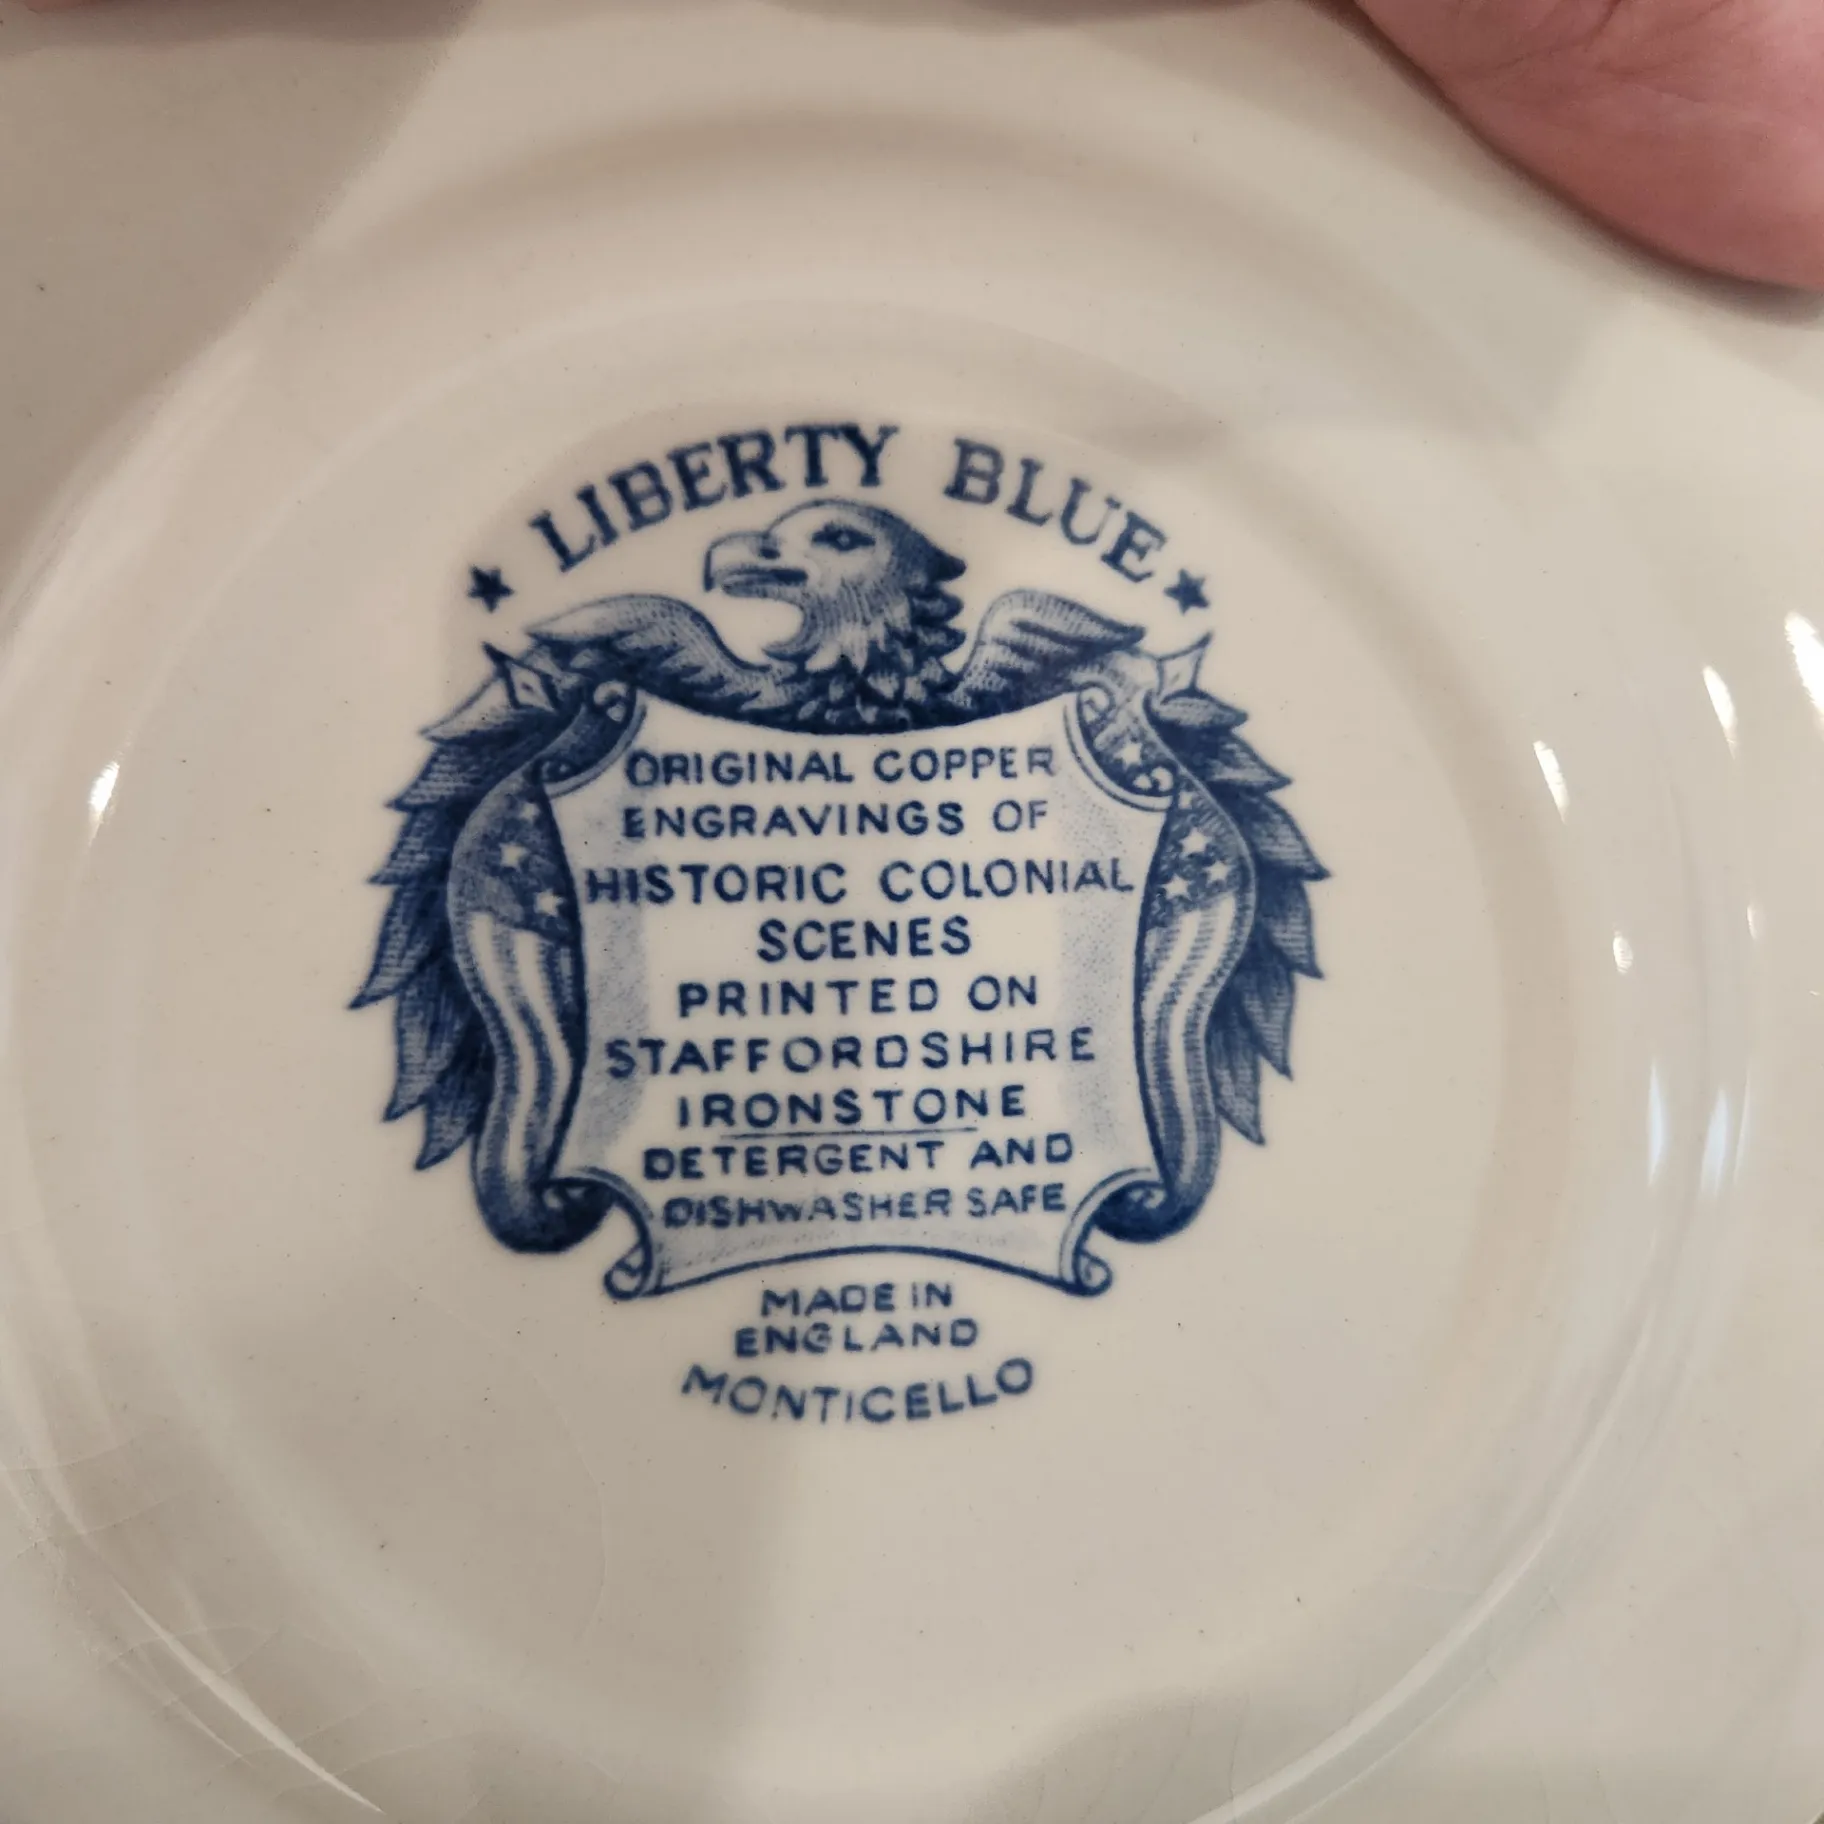 LIBERTY BLUE
ORIGINAL COPPER
ENGRAVINGS OF
HISTORIC COLONIAL
SCENES
PRINTED ON
STAFFORDSHIRE
IRONSTONE
DETERGENT AND
DISHWASHER SAFE
MADE IN
ENGLAND
MONTICELLO